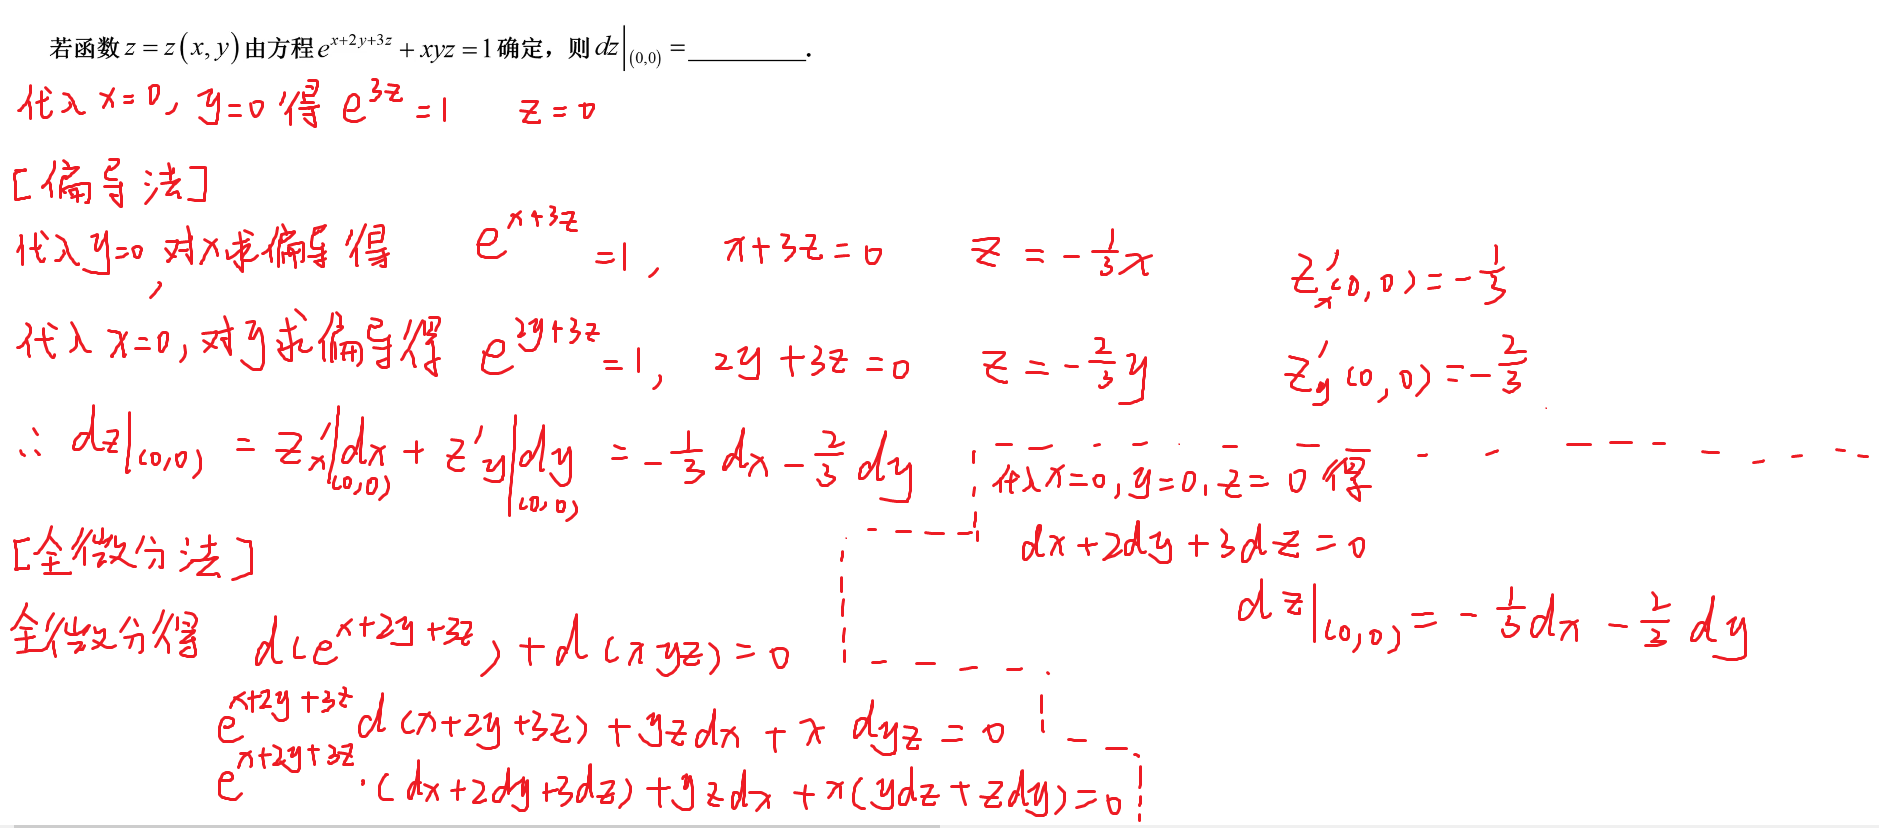 若函数 z = z(x, y) 由方程 e^{x+2y+3z} + xyz = 1 确定，则 dz|_{(0,0)} = ________.
代入 x=0, y=0 得 e^{3z} = 1 z = 0
[偏导法]
代入 y=0, 对x求偏导得 e^{x+3z} = 1, x+3z=0 z = -\frac{1}{3}x z'_x(0,0) = -\frac{1}{3}
代入 x=0, 对y求偏导得 e^{2y+3z} = 1, 2y+3z=0 z = -\frac{2}{3}y z'_y(0,0) = -\frac{2}{3}
∴ dz|_{(0,0)} = z'_x|_{(0,0)}dx + z'_y|_{(0,0)}dy = -\frac{1}{3}dx - \frac{2}{3}dy
[全微分法]
全微分得 d(e^{x+2y+3z}) + d(xyz) = 0
e^{x+2y+3z} d(x+2y+3z) + yzdx + x dyz = 0
e^{x+2y+3z}·(dx+2dy+3dz) + yzdx + x(ydz+zdy) = 0
代入x=0, y=0, z=0 得
dx+2dy+3dz = 0
dz|_{(0,0)} = -\frac{1}{3}dx - \frac{2}{3}dy